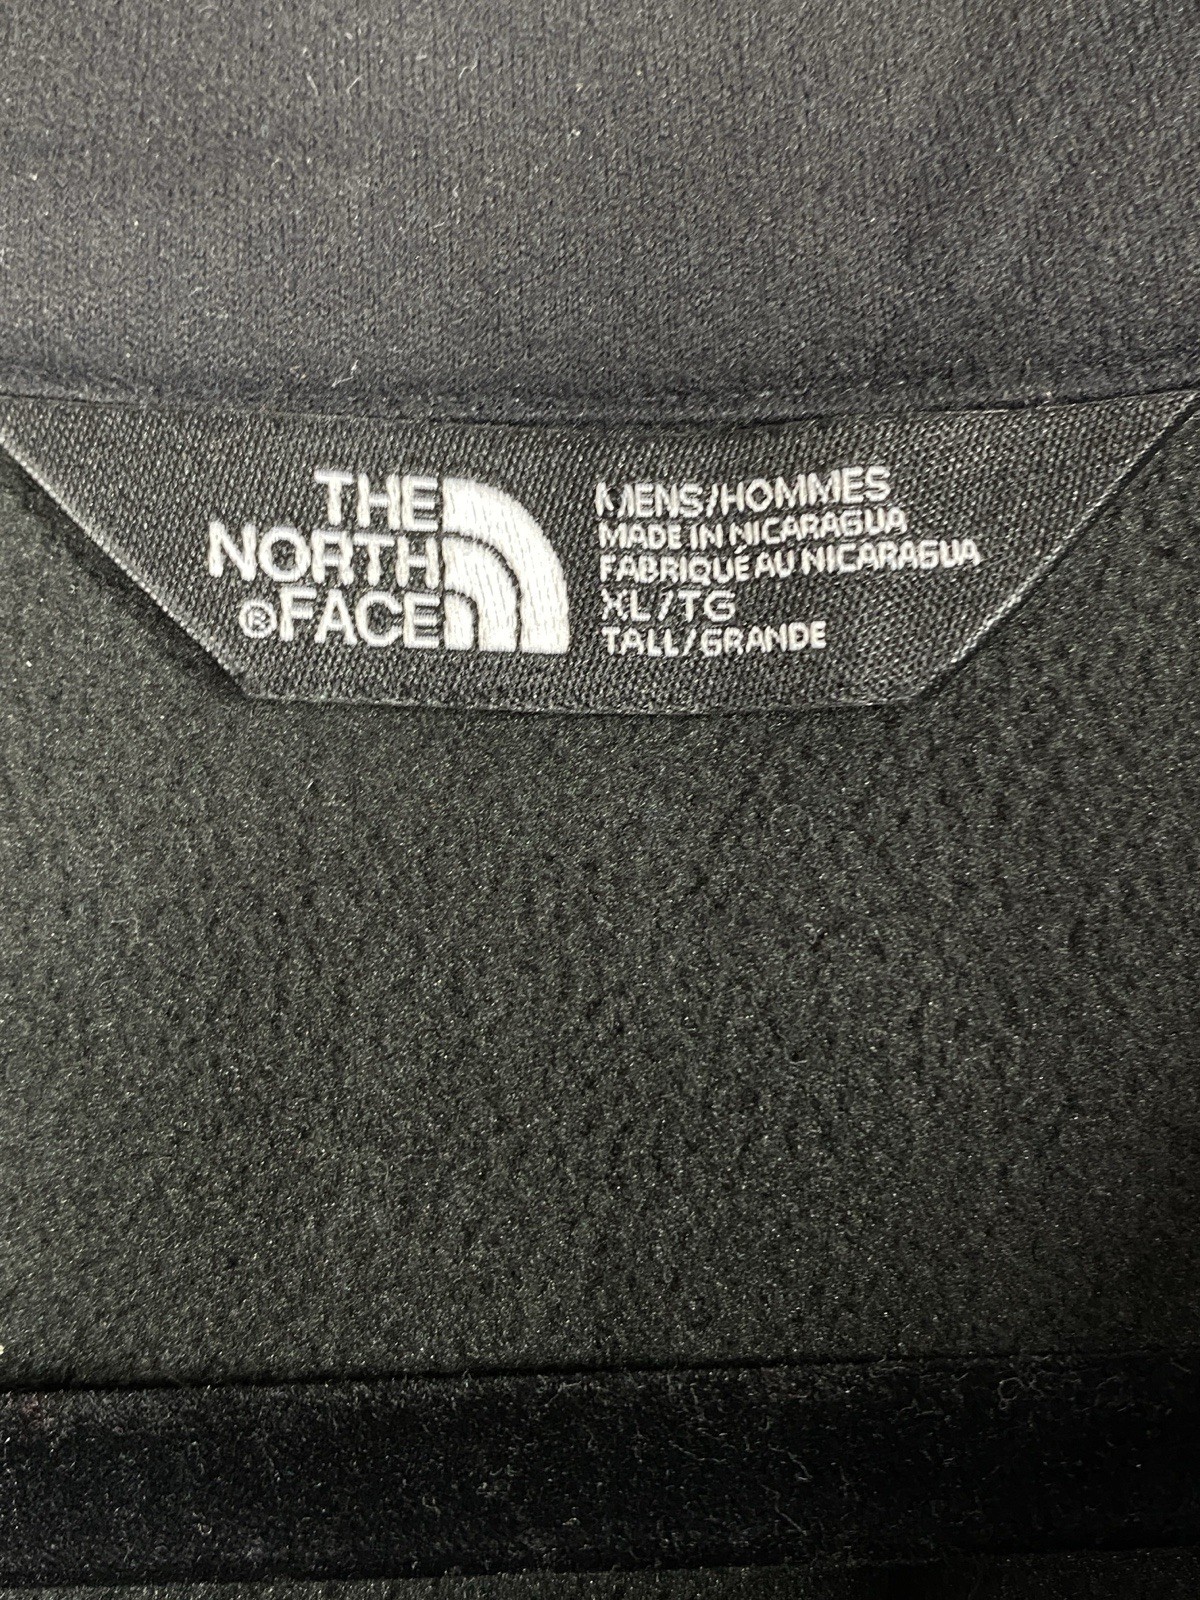 THE
NORTH
®FACE
MENS/HOMMES
MADE IN NICARAGUA
FABRIQUÉ AU NICARAGUA
XL/TG
TALL/GRANDE